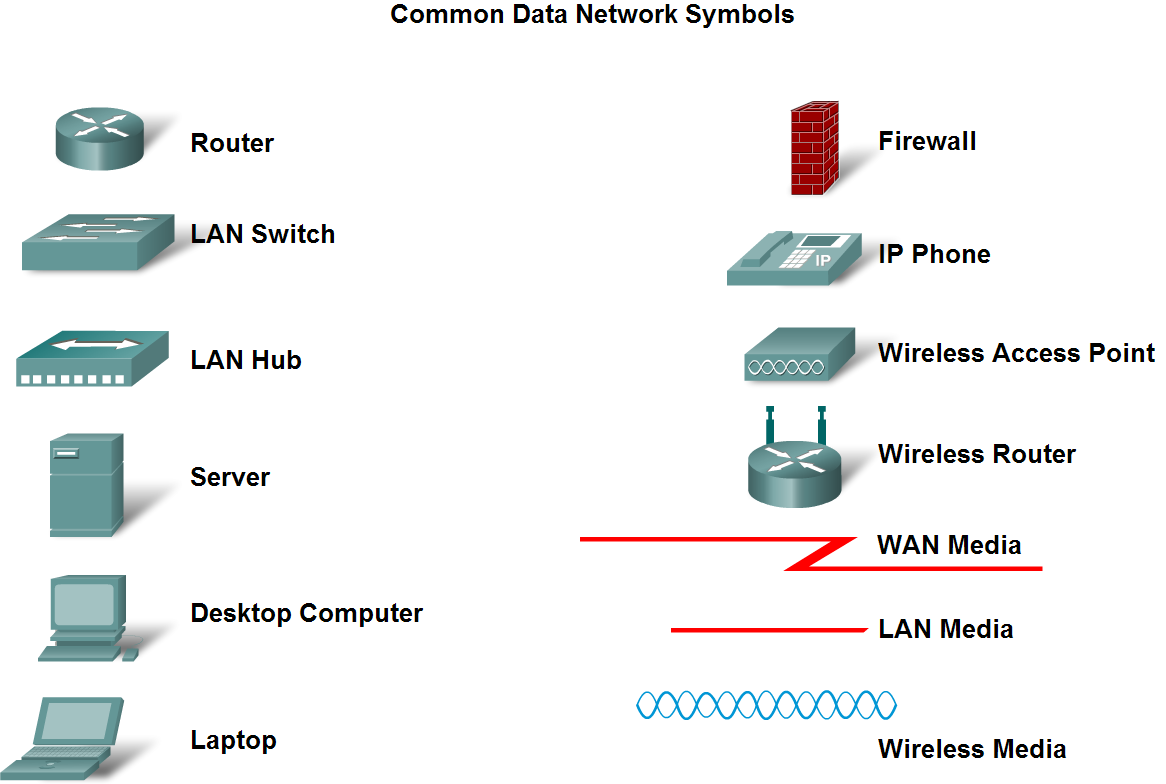 Common Data Network Symbols
Router
LAN Switch
LAN Hub
Server
Desktop Computer
Laptop
Firewall
IP
IP Phone
Wireless Access Point
Wireless Router
WAN Media
LAN Media
Wireless Media